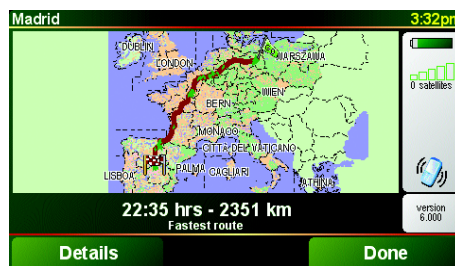 Madrid 3:32pm
DUBLIN
LONDON
WARSZAWA
WIEN
BERN
MONACO
CITTÀ DEL VATICANO
LISBOA PALMA CAGLIARI ATHINA
0 satellites
22:35 hrs - 2351 km
Fastest route
version
6.000
Details Done